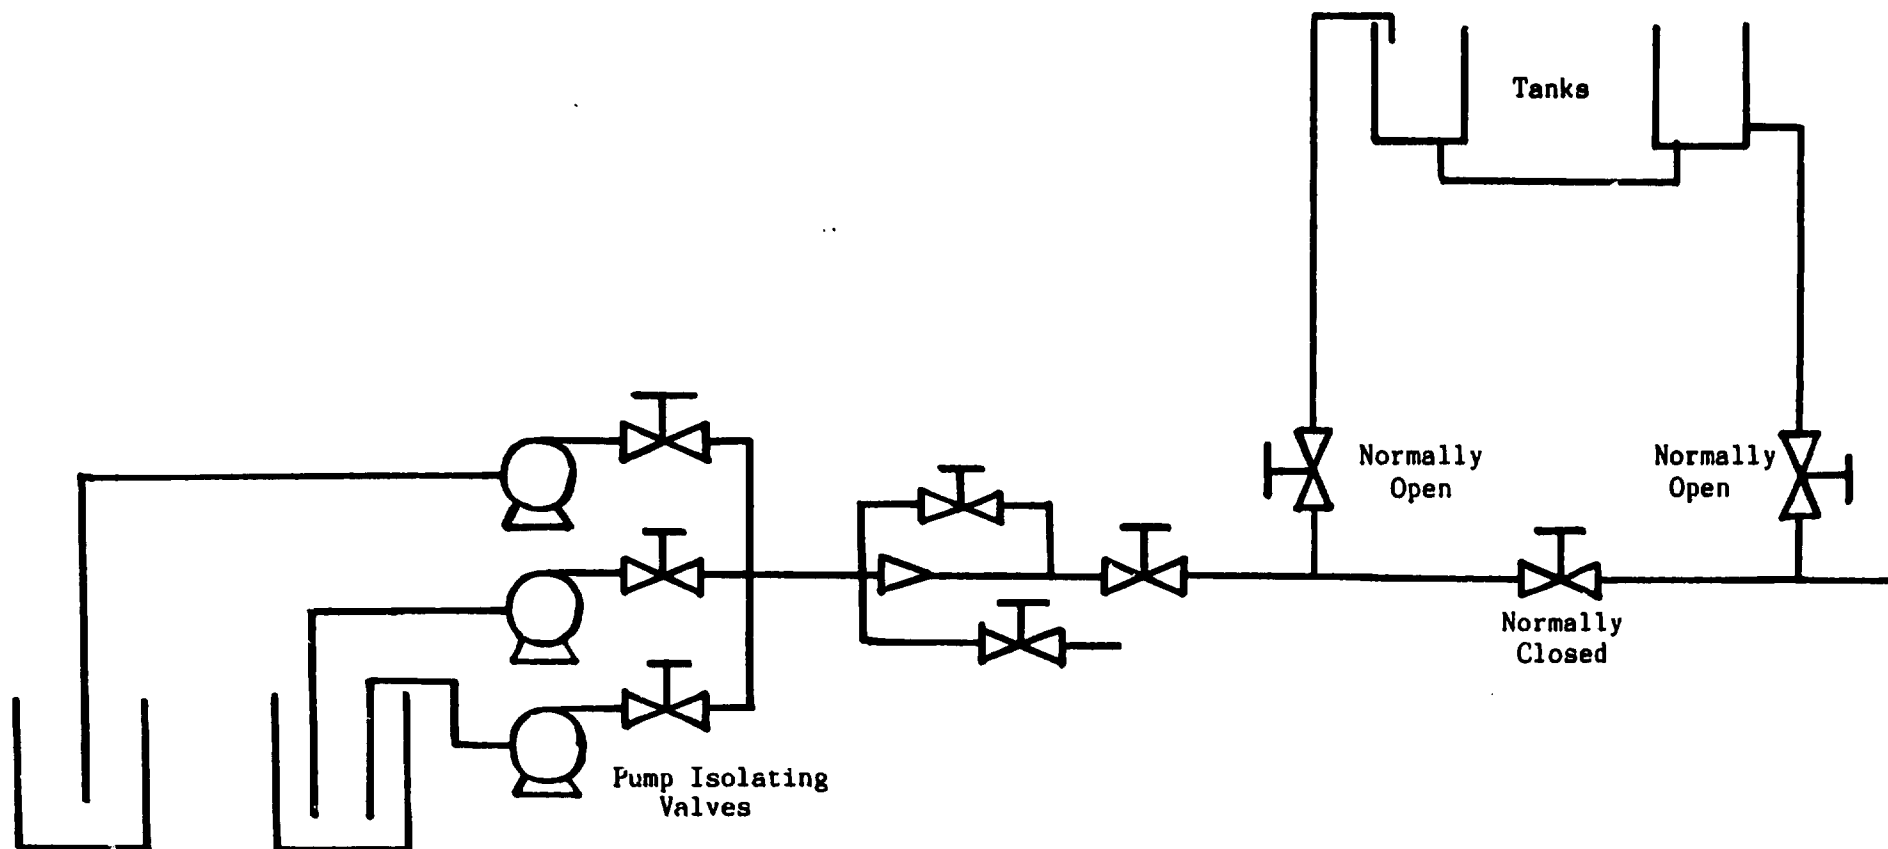 Tanks
Normally
Open
Normally
Open
Normally
Closed
Pump Isolating
Valves